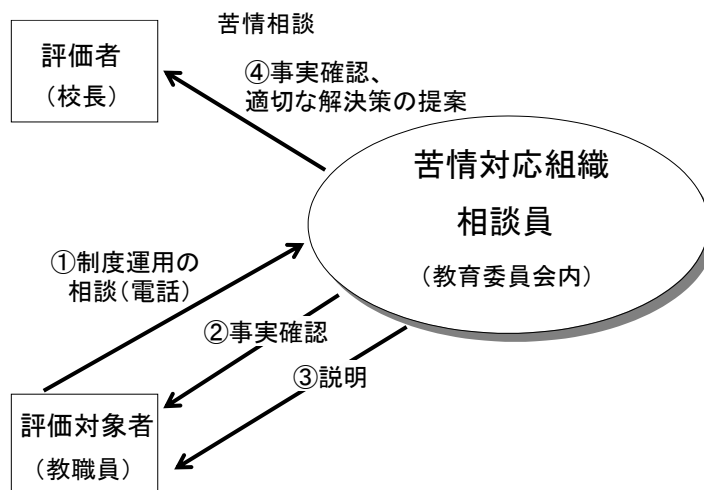 苦情相談
評価者
（校長）
④事実確認、
適切な解決策の提案
苦情対応組織
相談員
（教育委員会内）
①制度運用の
相談（電話）
②事実確認
③説明
評価対象者
（教職員）